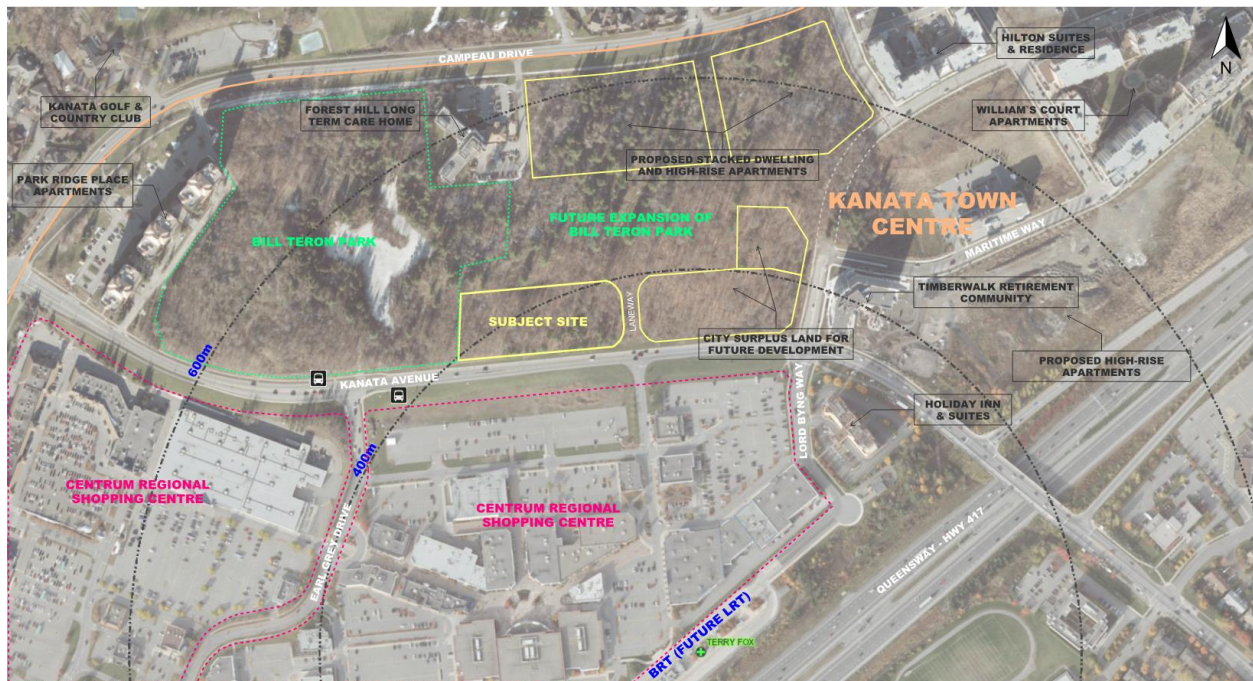 CAMPEAU DRIVE
HILTON SUITES
& RESIDENCE
N
KANATA GOLF &
COUNTRY CLUB
FOREST HILL LONG
TERM CARE HOME
WILLIAM'S COURT
APARTMENTS
PARK RIDGE PLACE
APARTMENTS
PROPOSED STACKED DWELLING
AND HIGH-RISE APARTMENTS
KANATA TOWN
CENTRE
BILL TERON PARK
FUTURE EXPANSION OF
BILL TERON PARK
MARITIME WAY
TIMBERWALK RETIREMENT
COMMUNITY
SUBJECT SITE
LANEWAY
CITY SURPLUS LAND FOR
FUTURE DEVELOPMENT
PROPOSED HIGH-RISE
APARTMENTS
600m
KANATA AVENUE
LORD BYNG WAY
HOLIDAY INN
& SUITES
400m
CENTRUM REGIONAL
SHOPPING CENTRE
CENTRUM REGIONAL
SHOPPING CENTRE
EARL GREY DRIVE
QUEENSWAY - HWY 417
BRT (FUTURE LRT)
TERRY FOX